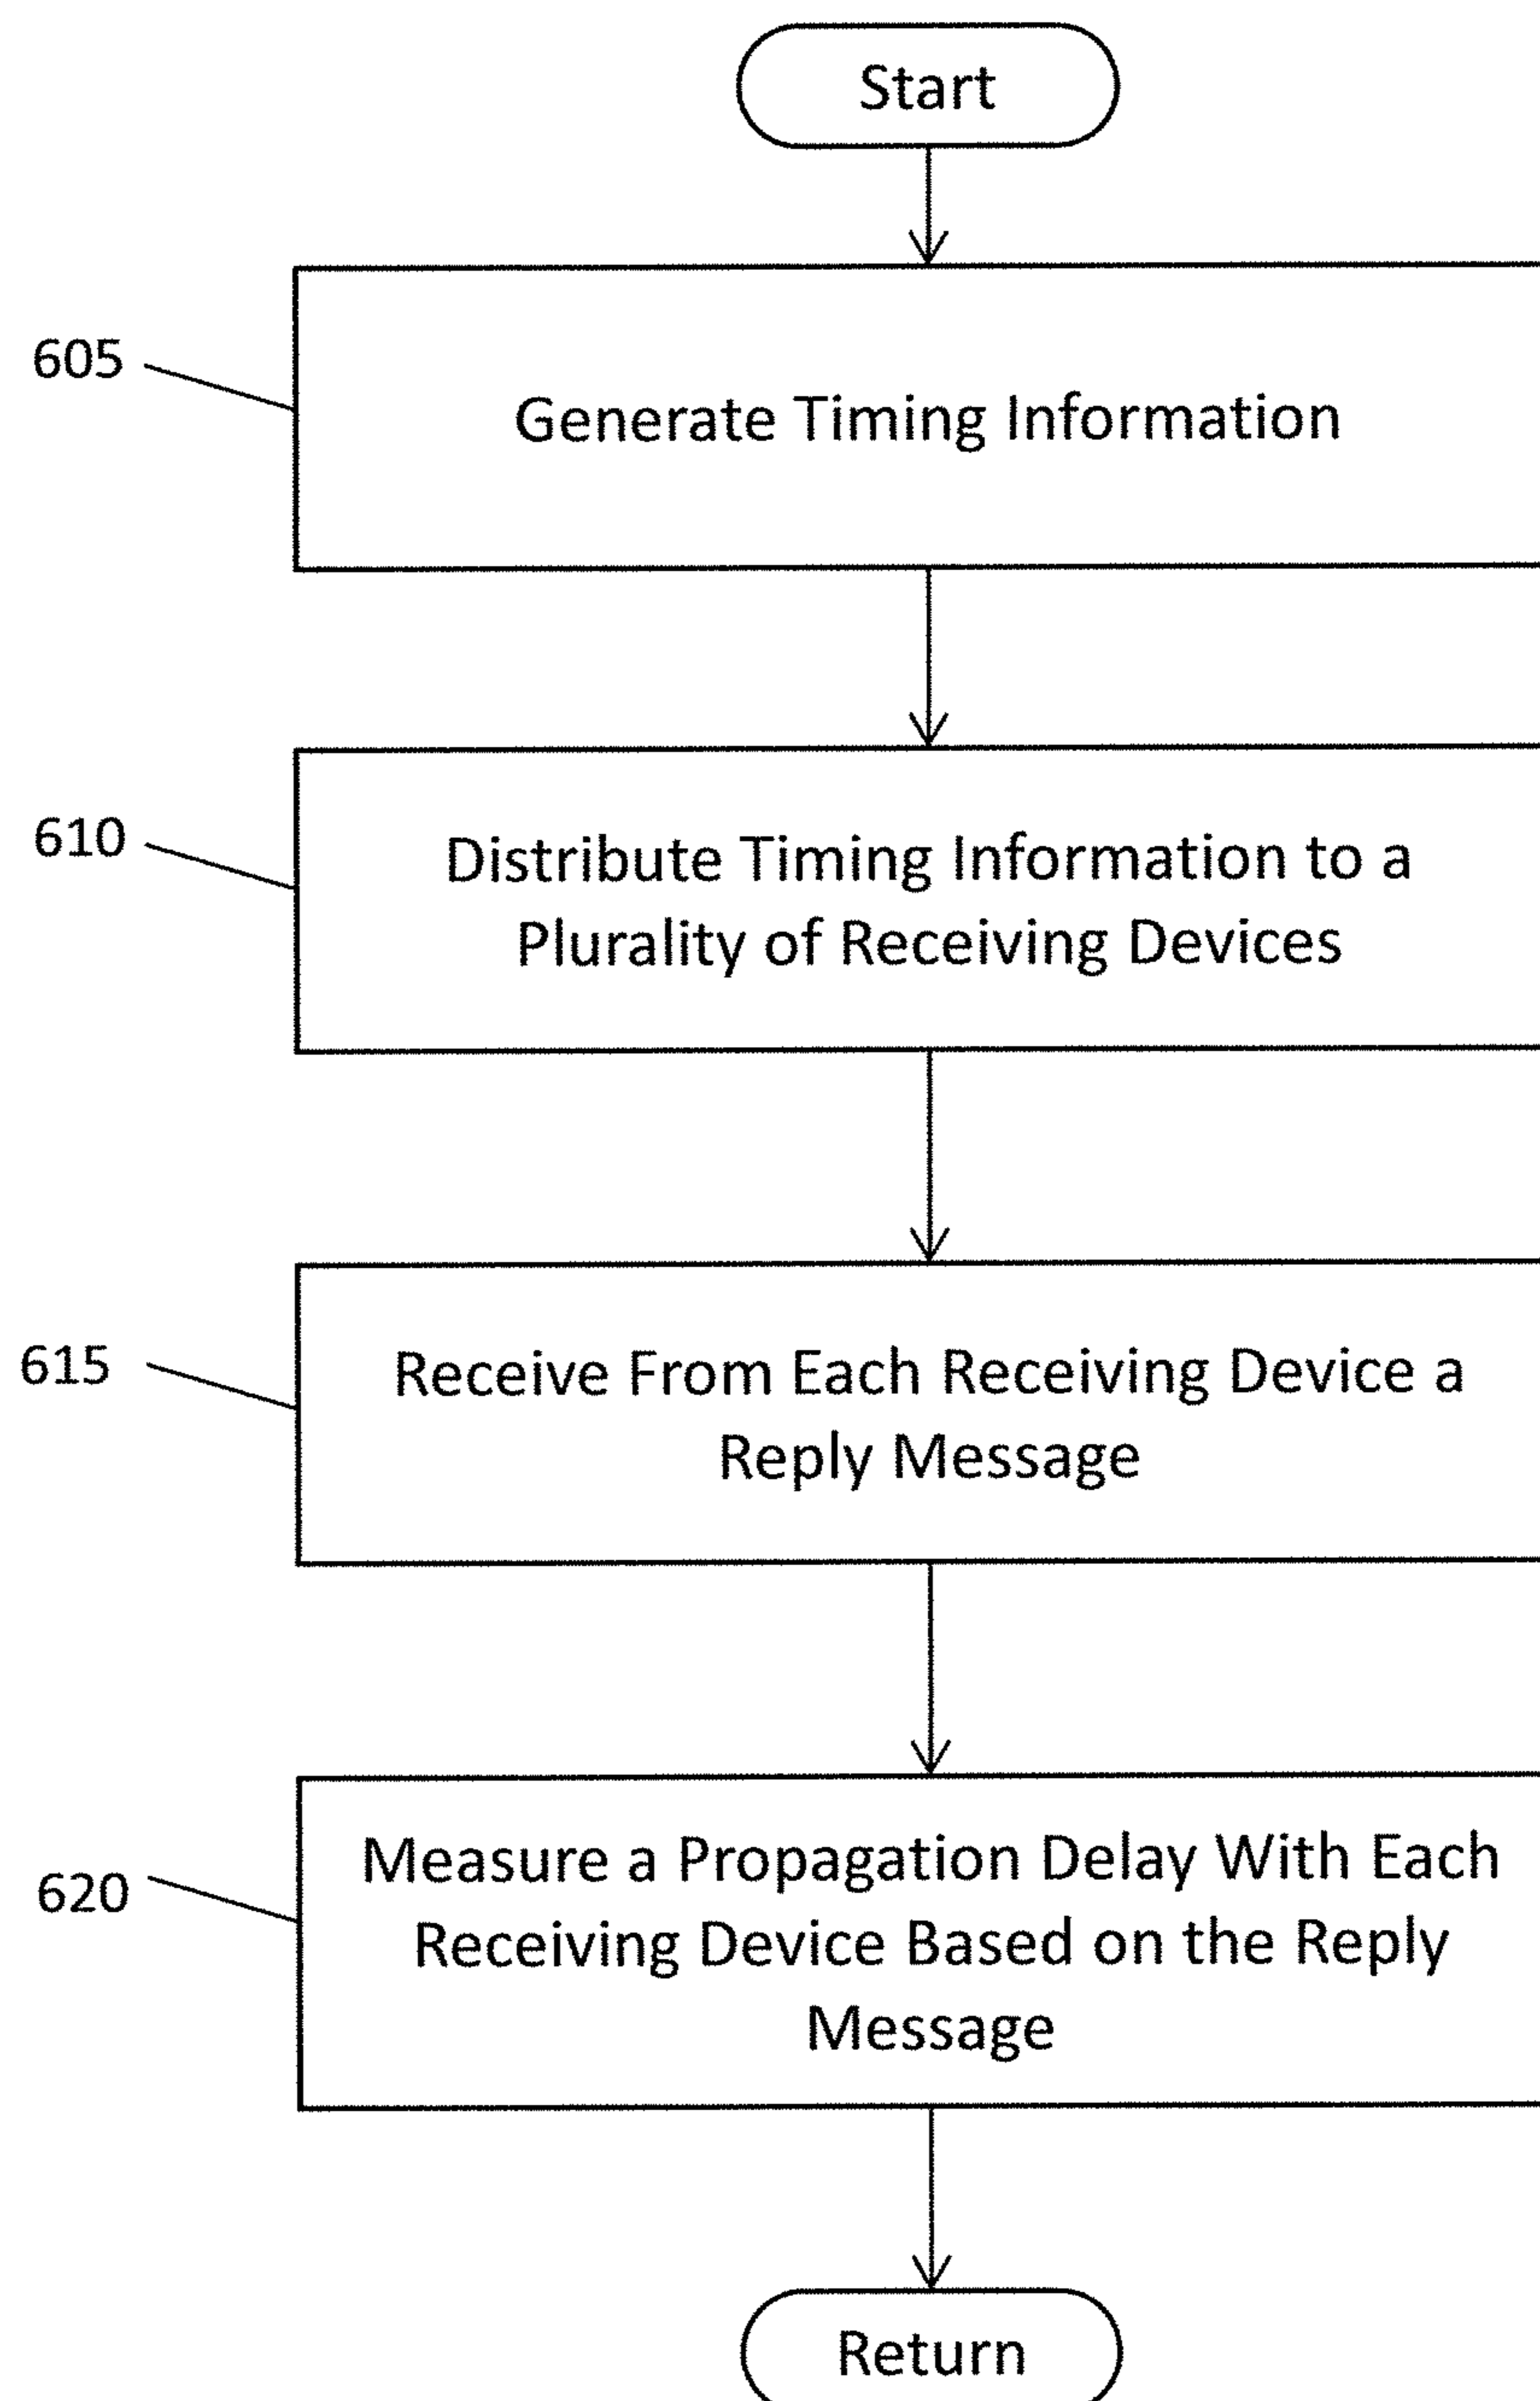 Start
605
Generate Timing Information
610
Distribute Timing Information to a
Plurality of Receiving Devices
615
Receive From Each Receiving Device a
Reply Message
620
Measure a Propagation Delay With Each
Receiving Device Based on the Reply
Message
Return